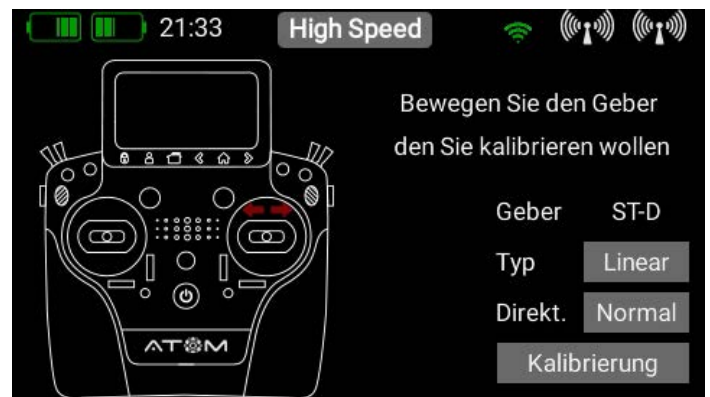 21:33
High Speed
Bewegen Sie den Geber
den Sie kalibrieren wollen
Geber ST-D
Typ Linear
Direkt. Normal
Kalibrierung
ATOM